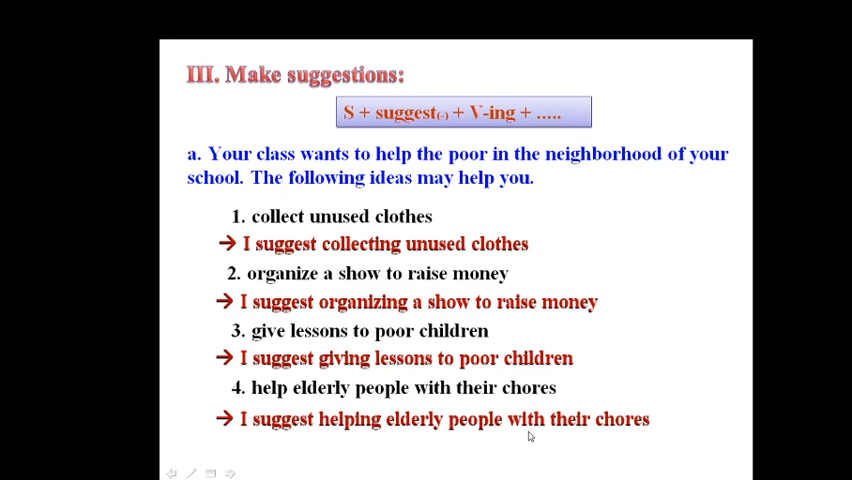 III. Make suggestions:
S + suggest(-) + V-ing + .....
a. Your class wants to help the poor in the neighborhood of your
school. The following ideas may help you.
1. collect unused clothes
→ I suggest collecting unused clothes
2. organize a show to raise money
→ I suggest organizing a show to raise money
3. give lessons to poor children
→ I suggest giving lessons to poor children
4. help elderly people with their chores
→ I suggest helping elderly people with their chores